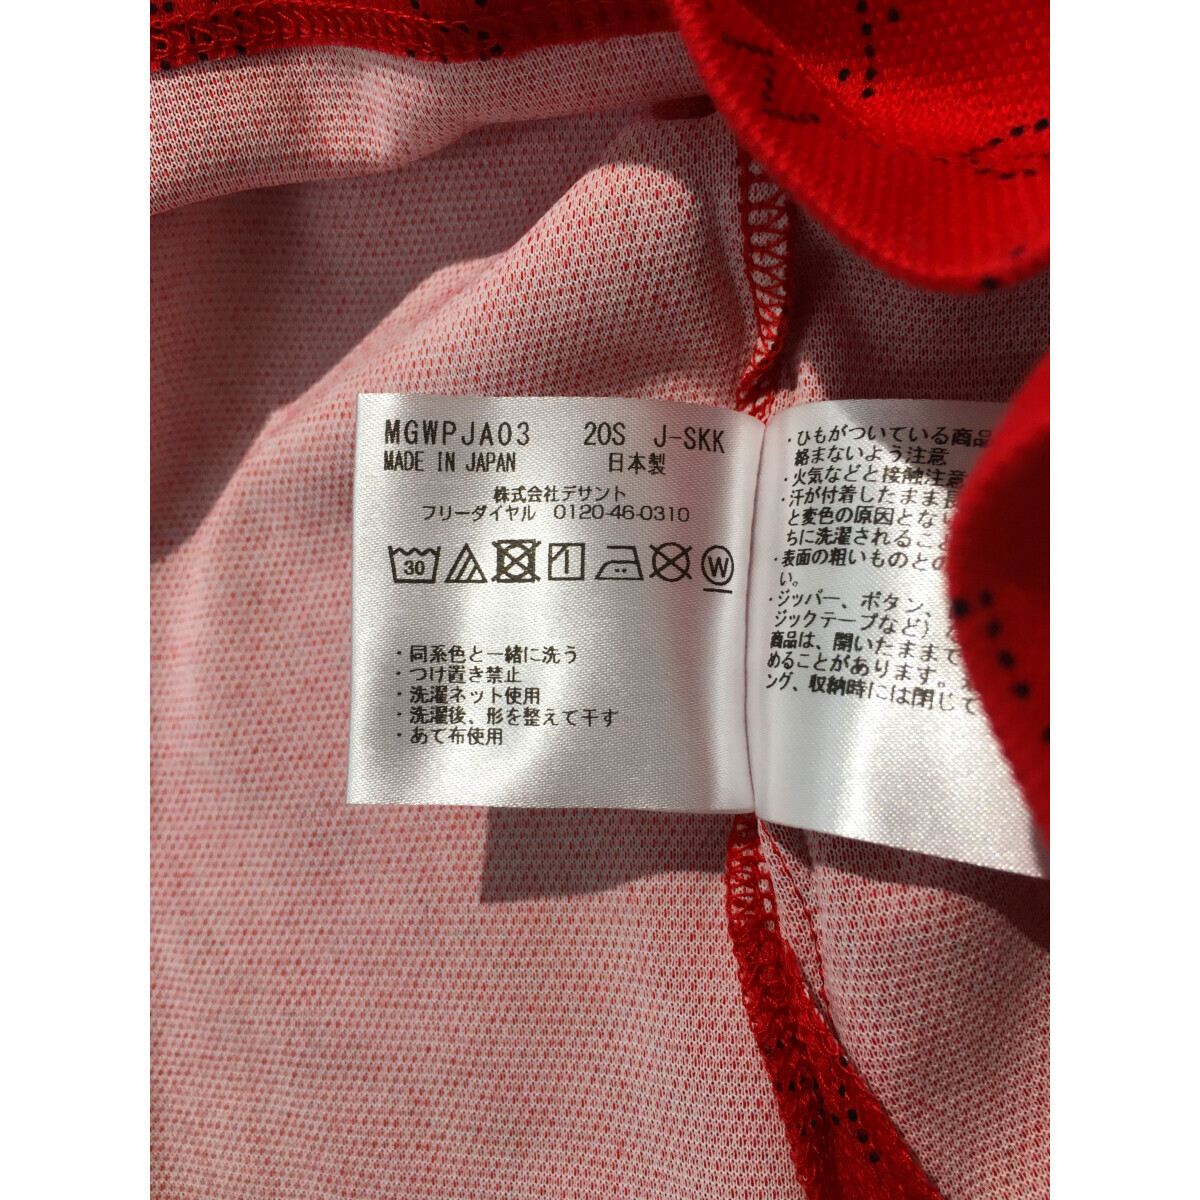 MGWPJA03 20S J-SKK
MADE IN JAPAN 日本製
株式会社デサント
フリーダイヤル 0120-46-0310
30 W
・同系色と一緒に洗う
・つけ置き禁止
・洗濯ネット使用
・洗濯後、形を整えて干す
・あて布使用
・ひもがついている商品
絡まないよう注意
・火気などと接触注意
・汗が付着したまま長
と変色の原因とな
ちに洗濯されるこ
・表面の粗いものとの
い。
・ジッパー、ボタン、
ジックテープなど)
商品は、開いたままで
めることがあります。
ング、収納時には閉じて